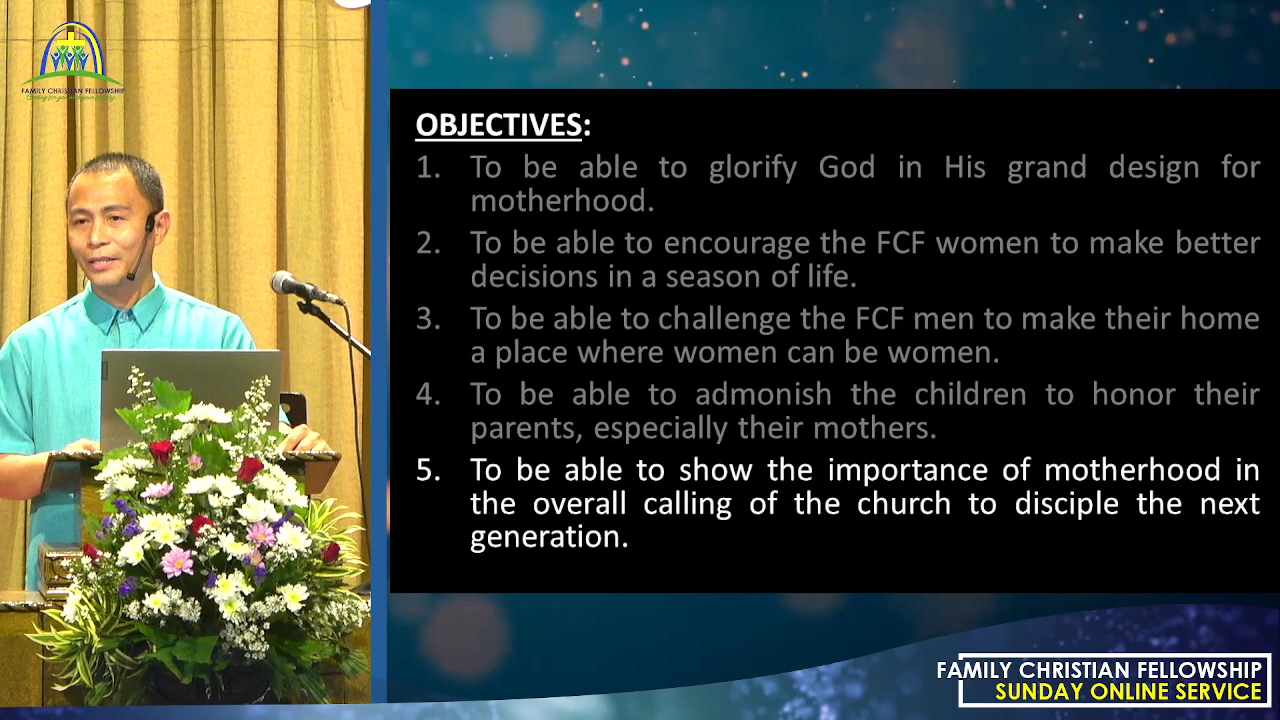 FAMILY CHRISTIAN FELLOWSHIP
OBJECTIVES:
1. To be able to glorify God in His grand design for
motherhood.
2. To be able to encourage the FCF women to make better
decisions in a season of life.
3. To be able to challenge the FCF men to make their home
a place where women can be women.
4. To be able to admonish the children to honor their
parents, especially their mothers.
5. To be able to show the importance of motherhood in
the overall calling of the church to disciple the next
generation.
FAMILY CHRISTIAN FELLOWSHIP
SUNDAY ONLINE SERVICE